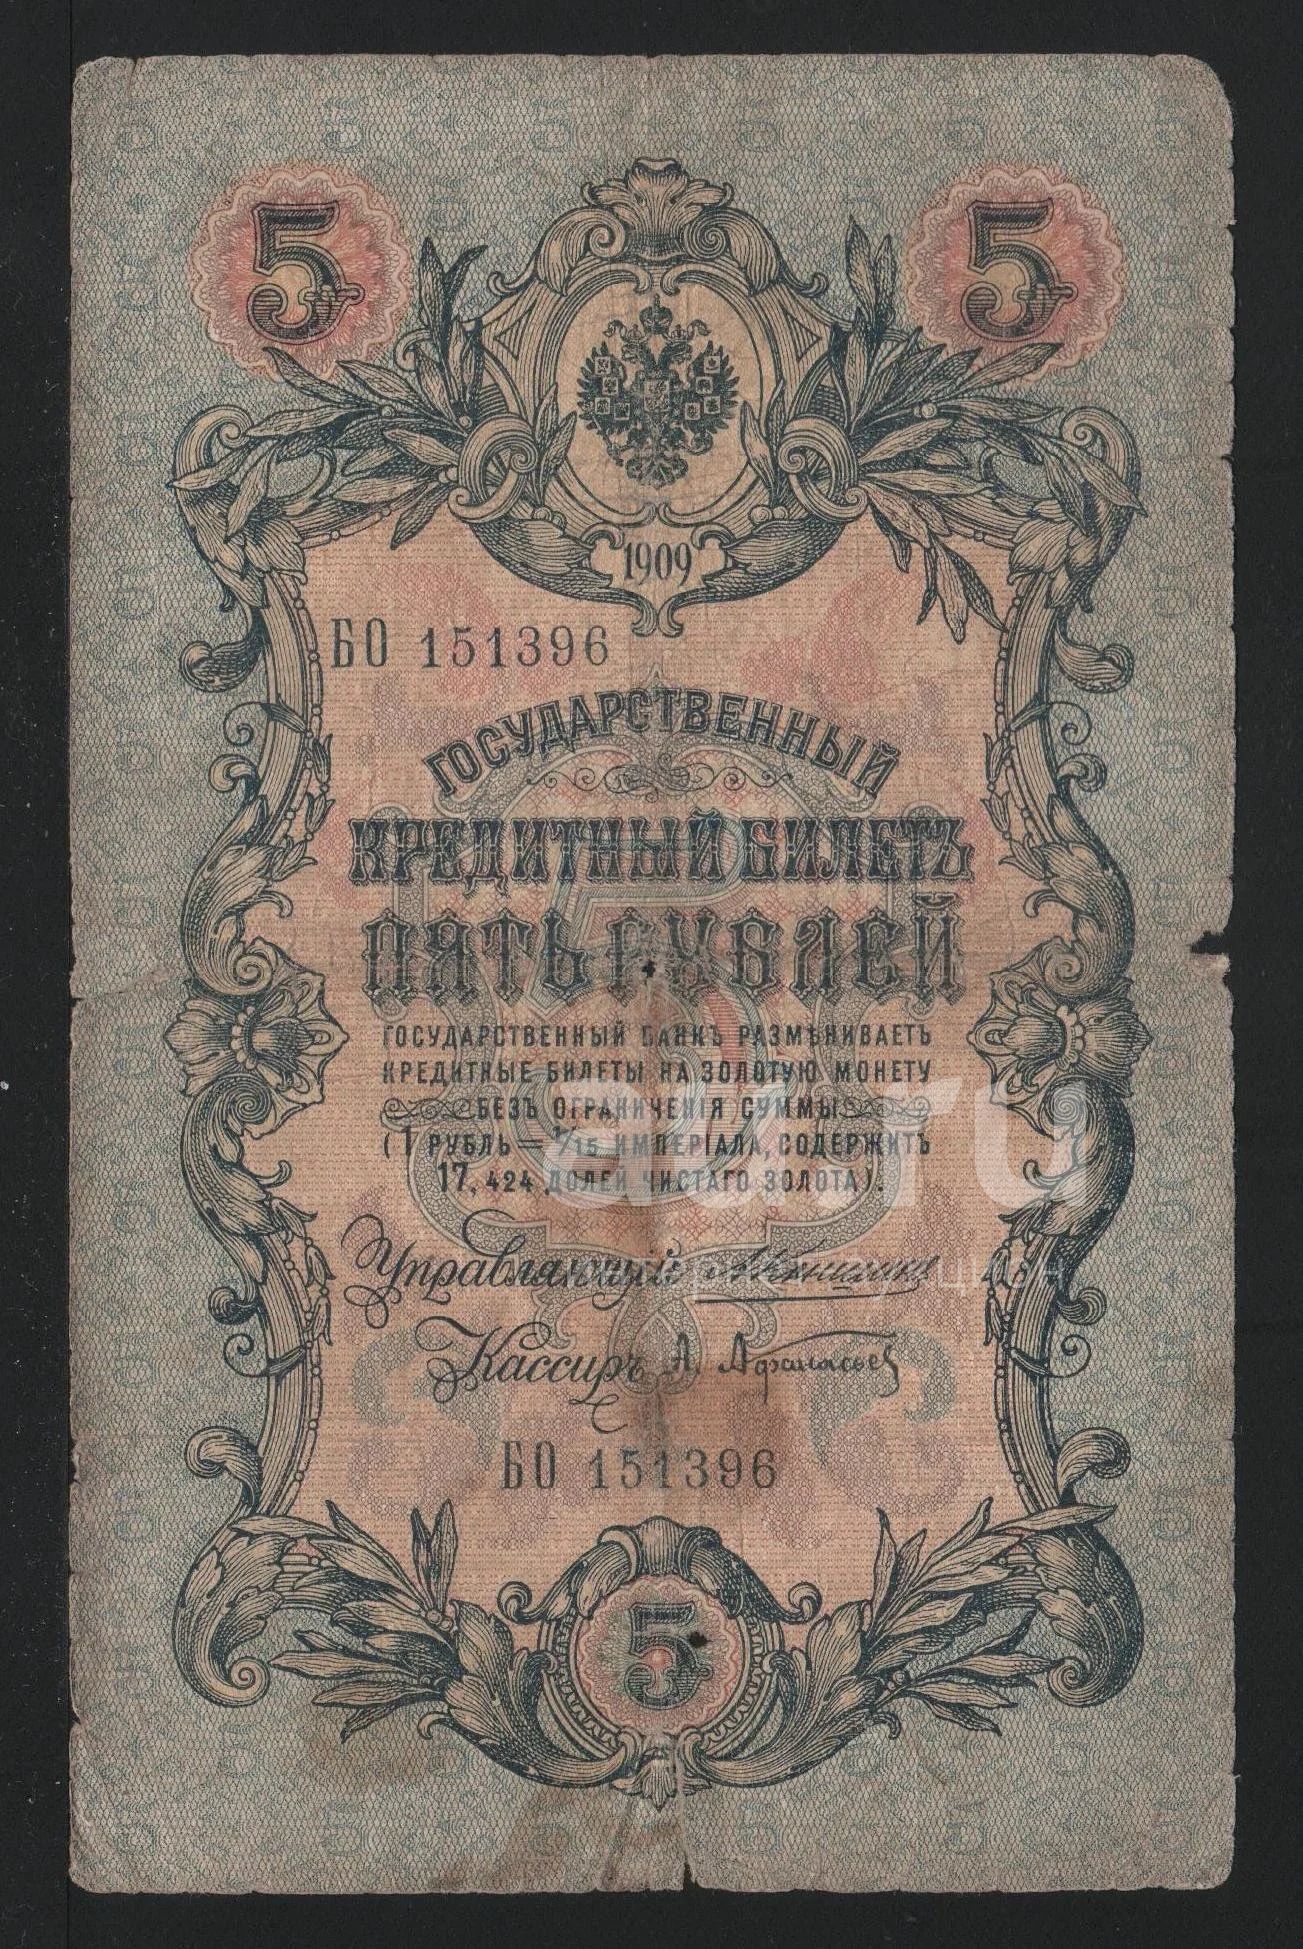 5 5
1909
БО 151396
ГОСУДАРСТВЕННЫЙ
КРЕДИТНЫЙ БИЛЕТЪ
ПЯТЬ РУБЛЕЙ
ГОСУДАРСТВЕННЫЙ БАНКЪ РАЗМѢНИВАЕТЪ
КРЕДИТНЫЕ БИЛЕТЫ НА ЗОЛОТУЮ МОНЕТУ
БЕЗЪ ОГРАНИЧЕНІЯ СУММЫ
(1 РУБЛЬ = 1/15 ИМПЕРІАЛА, СОДЕРЖИТЪ
17,424 ДОЛЕЙ ЧИСТАГО ЗОЛОТА).
Управляющій
Кассиръ А. Афанасьев
БО 151396
5